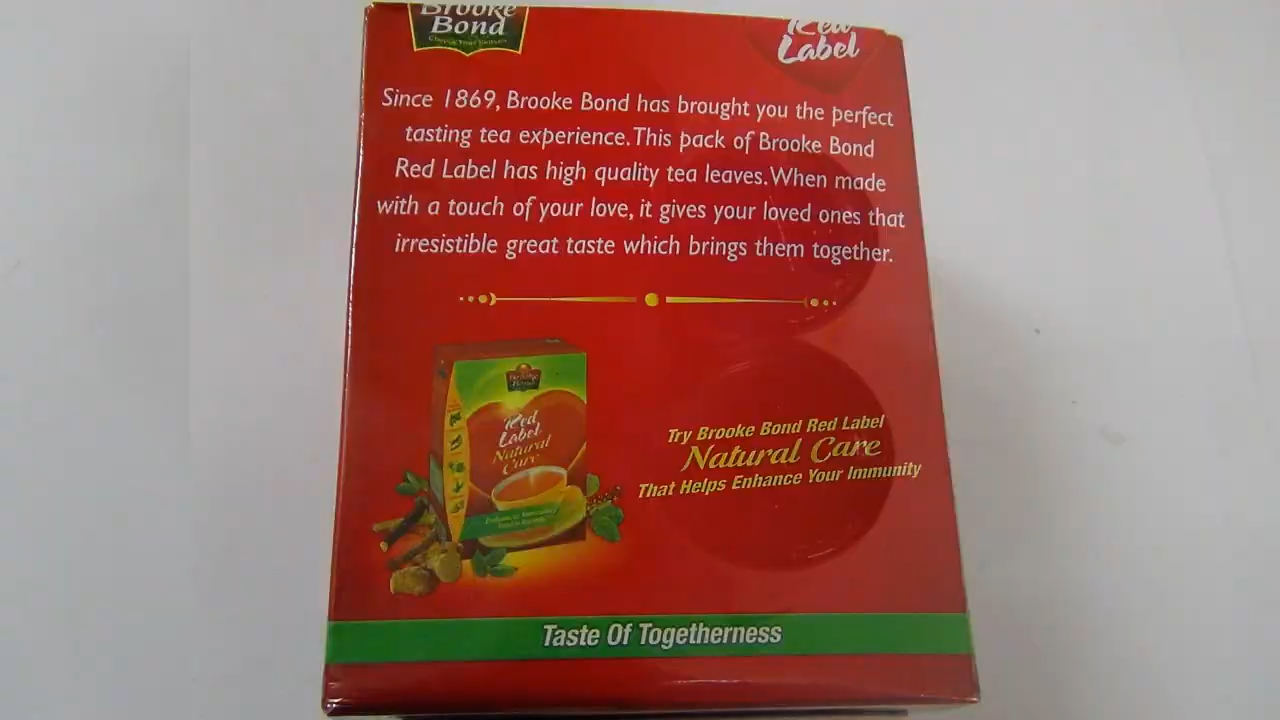 Brooke
Bond
Red
Label
Since 1869, Brooke Bond has brought you the perfect
tasting tea experience. This pack of Brooke Bond
Red Label has high quality tea leaves. When made
with a touch of your love, it gives your loved ones that
irresistible great taste which brings them together.
Brooke
Bond
Red
Label
Natural
Care
Try Brooke Bond Red Label
Natural Care
That Helps Enhance Your Immunity
Taste Of Togetherness